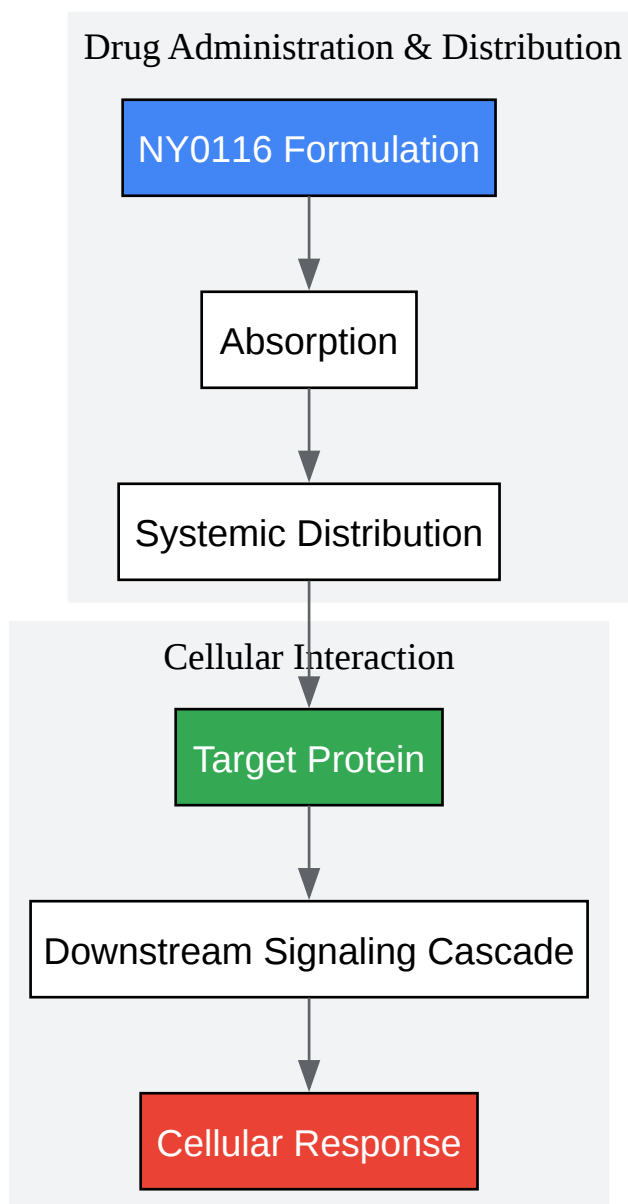 Drug Administration & Distribution
NY0116 Formulation
Absorption
Systemic Distribution
Cellular Interaction
Target Protein
Downstream Signaling Cascade
Cellular Response